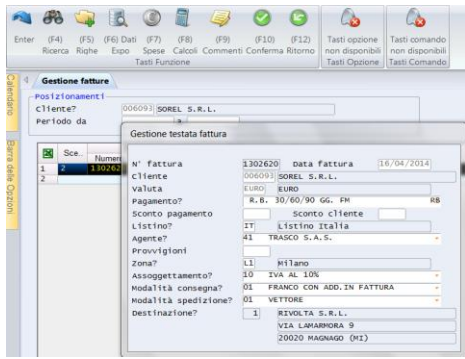 Enter (F4) Ricerca (F5) Righe (F6) Dati Expo (F7) Spese (F8) Calcoli (F9) Commenti (F10) Conferma (F12) Ritorno
Tasti Funzione
Tasti opzione non disponibili
Tasti Opzione
Tasti comando non disponibili
Tasti Comando
Calendario
Barra delle Opzioni
Gestione fatture
Posizionamenti
Cliente? 006093 SOREL S.R.L.
Periodo da a
Sce... Numero
1 2 130262
2
Gestione testata fattura
N° fattura 1302620 Data fattura 16/04/2014
Cliente 006093 SOREL S.R.L.
Valuta EURO EURO
Pagamento? R.B. 30/60/90 GG. FM RB
Sconto pagamento Sconto cliente
Listino? IT Listino Italia
Agente? 41 TRASCO S.A.S.
Provvigioni
Zona? L1 Milano
Assoggettamento? 10 IVA AL 10%
Modalità consegna? 01 FRANCO CON ADD.IN FATTURA
Modalità spedizione? 01 VETTORE
Destinazione? 1 RIVOLTA S.R.L.
VIA LAMARMORA 9
20020 MAGNAGO (MI)